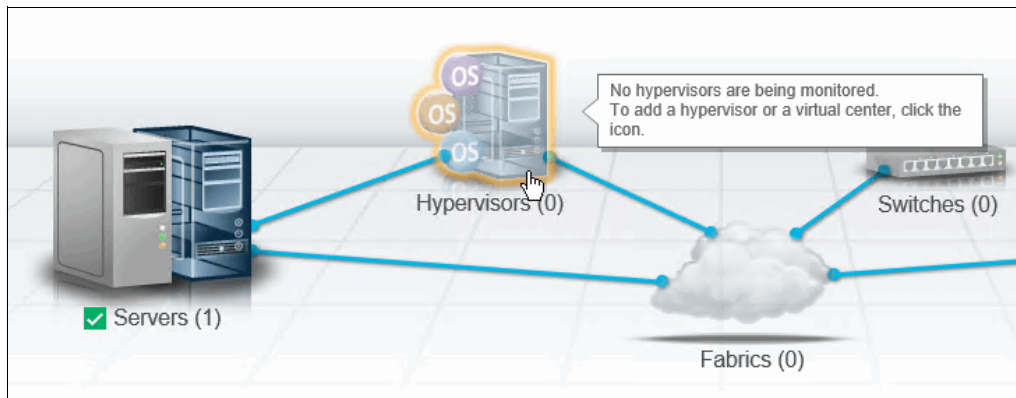 OS
OS
OS
No hypervisors are being monitored.
To add a hypervisor or a virtual center, click the
icon.
Hypervisors (0)
Switches (0)
Servers (1)
Fabrics (0)